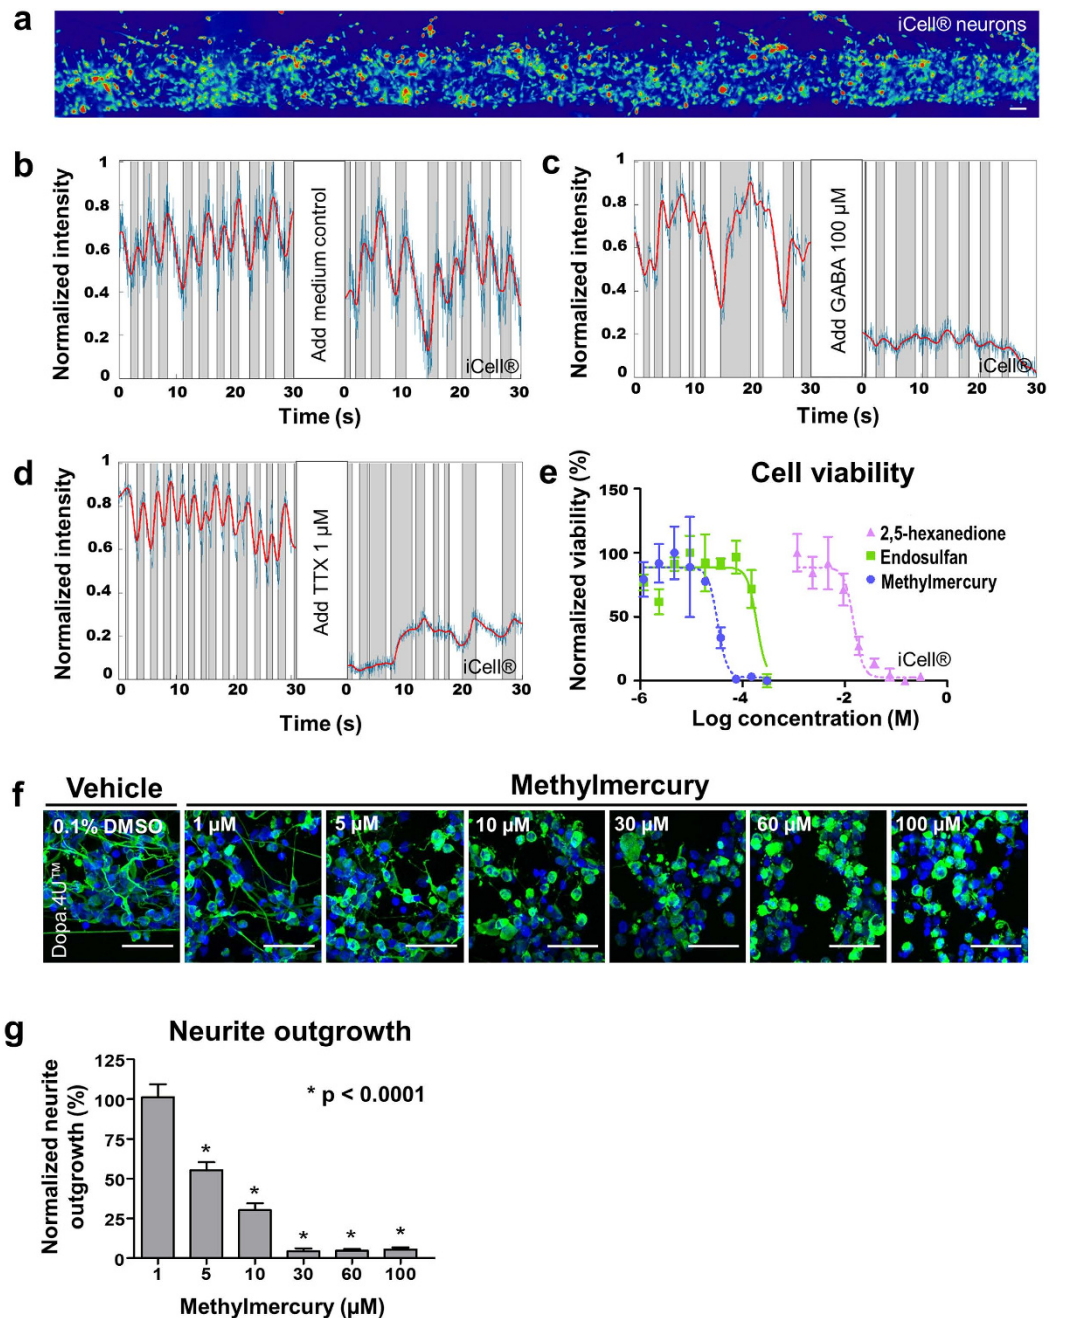 a
iCell® neurons
b
Normalized intensity
1
0.8
0.6
0.4
0.2
0
Add medium control
iCell®
0 10 20 30 0 10 20 30
Time (s)
c
Normalized intensity
1
0.8
0.6
0.4
0.2
0
Add GABA 100 µM
iCell®
0 10 20 30 0 10 20 30
Time (s)
d
Normalized intensity
1
0.8
0.6
0.4
0.2
0
Add TTX 1 µM
iCell®
0 10 20 30 0 10 20 30
Time (s)
e
Cell viability
Normalized viability (%)
150
100
50
0
2,5-hexanedione
Endosulfan
Methylmercury
iCell®
-6 -4 -2 0
Log concentration (M)
f
Vehicle
Methylmercury
0.1% DMSO
1 µM
5 µM
10 µM
30 µM
60 µM
100 µM
Dopa.4U™
g
Neurite outgrowth
Normalized neurite
outgrowth (%)
125
100
75
50
25
0
* p < 0.0001
* * * * *
1 5 10 30 60 100
Methylmercury (µM)